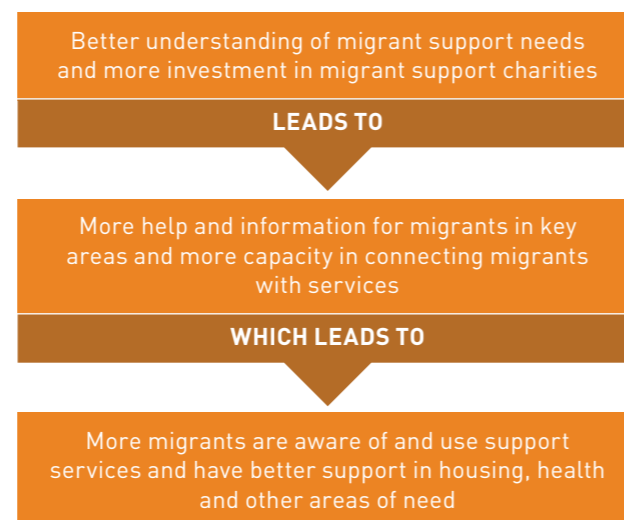 Better understanding of migrant support needs
and more investment in migrant support charities
LEADS TO
More help and information for migrants in key
areas and more capacity in connecting migrants
with services
WHICH LEADS TO
More migrants are aware of and use support
services and have better support in housing, health
and other areas of need